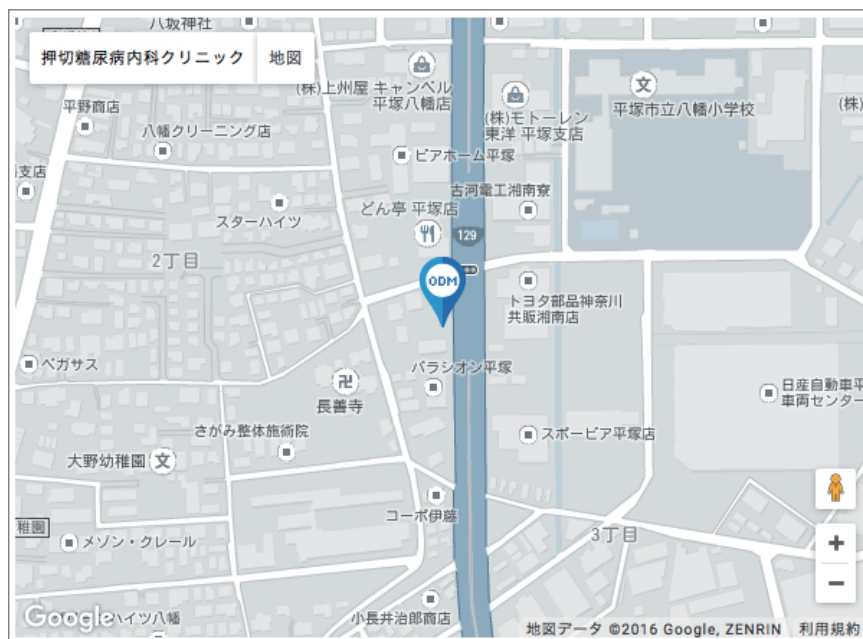 八坂神社
押切糖尿病内科クリニック
地図
(株)上州屋 キャンベル
平塚八幡店
平野商店
八幡クリーニング店
(株)モトーレン
東洋 平塚支店
平塚市立八幡小学校
(株)
文
支店
ピアホーム平塚
古河電工湘南寮
スターハイツ
どん亭 平塚店
129
2丁目
ODM
トヨタ部品神奈川
共販湘南店
ペガサス
パラシオン平塚
長善寺
日産自動車平
車両センター
さがみ整体施術院
スポーピア平塚店
大野幼稚園
文
コーポ伊藤
稚園
メゾン・クレール
3丁目
+
−
Google
ハイツ八幡
小長井治郎商店
地図データ ©2016 Google, ZENRIN
利用規約